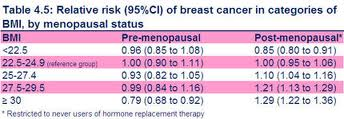 Table 4.5: Relative risk (95%CI) of breast cancer in categories of
BMI, by menopausal status
BMI Pre-menopausal Post-menopausal*
<22.5 0.96 (0.85 to 1.08) 0.85 (0.80 to 0.91)
22.5-24.9 (reference group) 1.00 (0.90 to 1.11) 1.00 (0.95 to 1.06)
25-27.4 0.93 (0.82 to 1.05) 1.10 (1.04 to 1.16)
27.5-29.5 0.99 (0.84 to 1.16) 1.21 (1.13 to 1.29)
≥ 30 0.79 (0.68 to 0.92) 1.29 (1.22 to 1.36)
* Restricted to never users of hormone replacement therapy